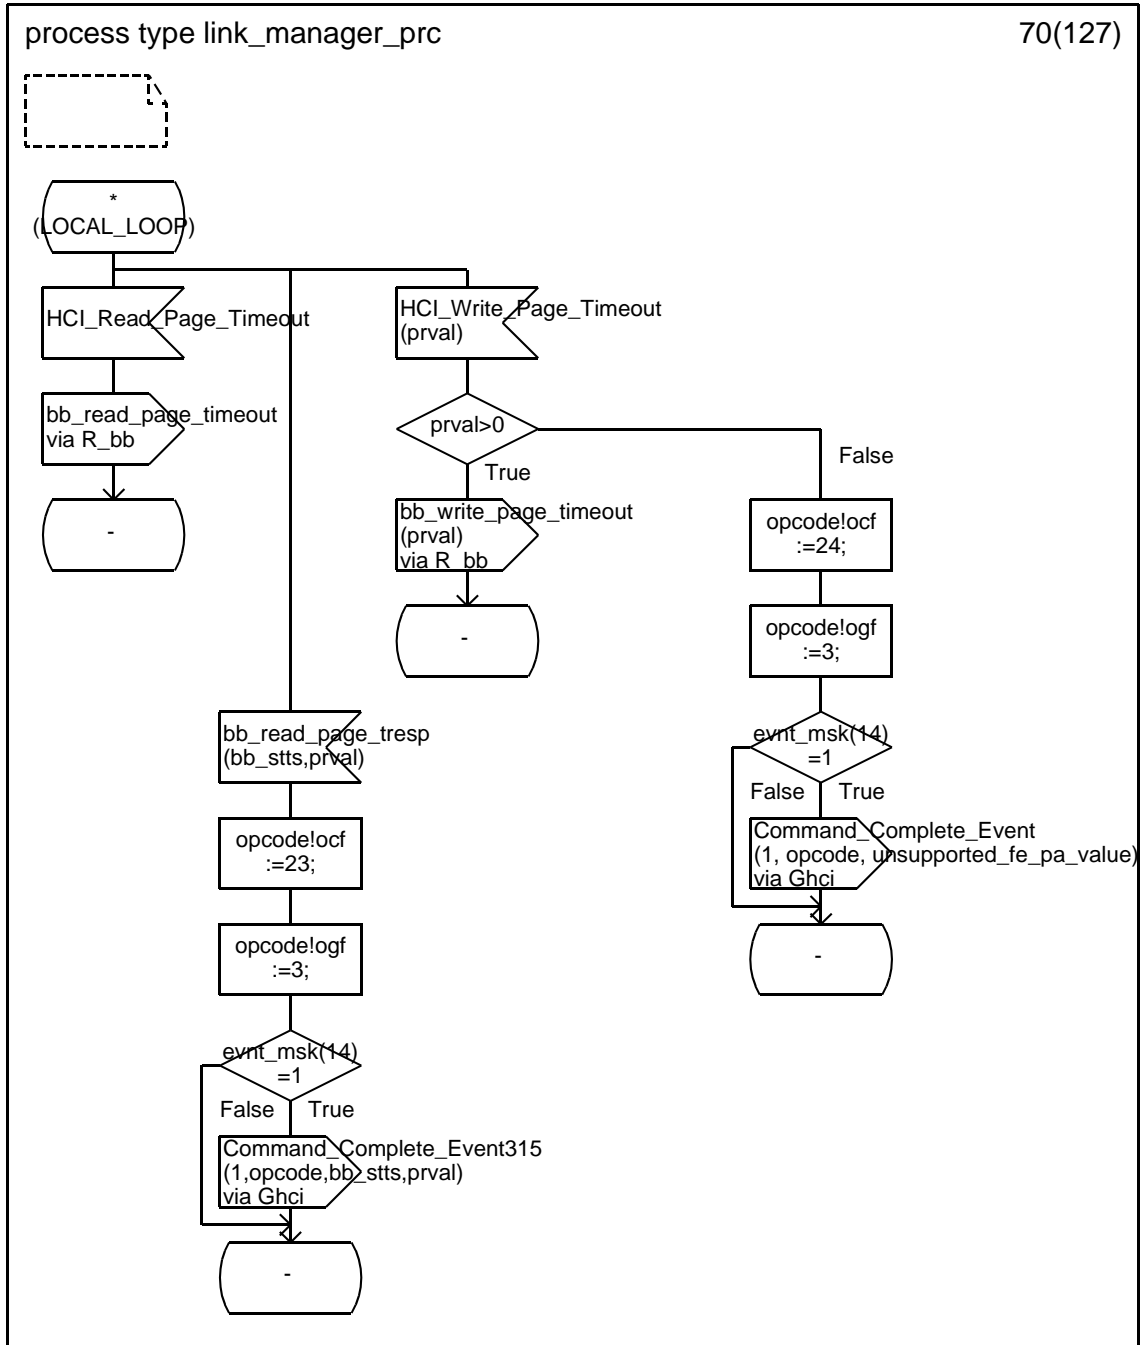 process type link_manager_prc
70(127)
*
(LOCAL_LOOP)
HCI_Read_Page_Timeout
bb_read_page_timeout
via R_bb
-
HCI_Write_Page_Timeout
(prval)
prval>0
False
True
bb_write_page_timeout
(prval)
via R_bb
-
opcode!ocf
:=24;
opcode!ogf
:=3;
evnt_msk(14)
=1
False
True
Command_Complete_Event
(1, opcode, unsupported_fe_pa_value)
via Ghci
-
bb_read_page_tresp
(bb_stts,prval)
opcode!ocf
:=23;
opcode!ogf
:=3;
evnt_msk(14)
=1
False
True
Command_Complete_Event315
(1,opcode,bb_stts,prval)
via Ghci
-